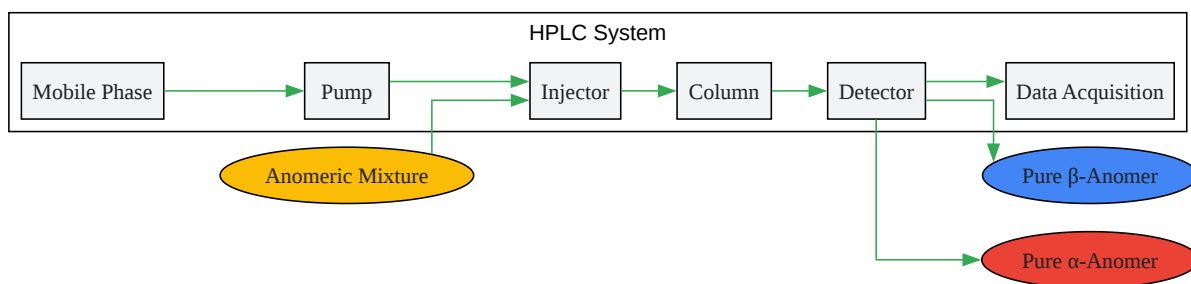 HPLC System
Mobile Phase
Pump
Injector
Column
Detector
Data Acquisition
Anomeric Mixture
Pure β-Anomer
Pure α-Anomer